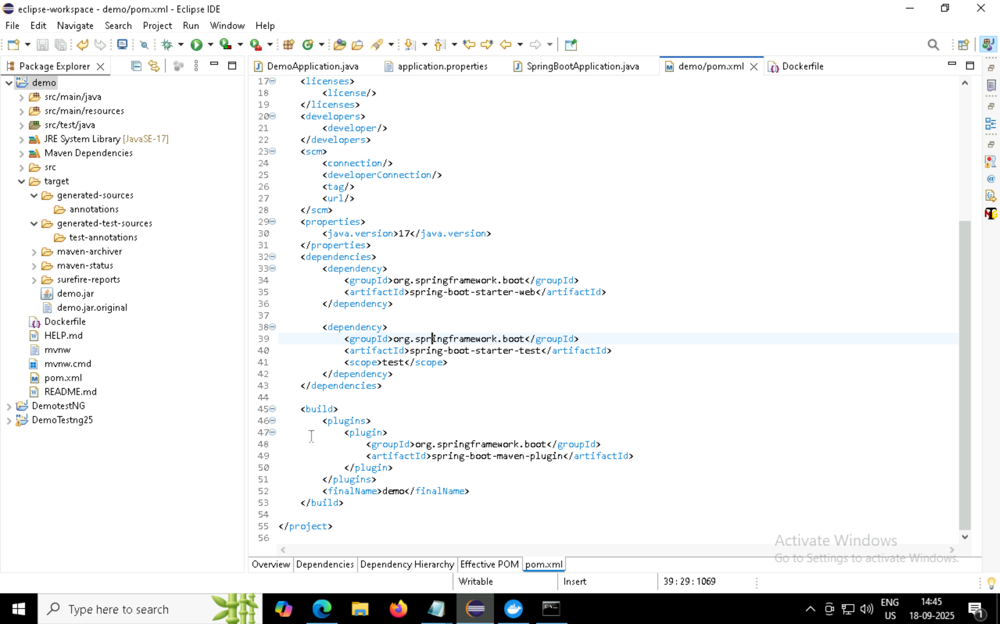 eclipse-workspace - demo/pom.xml - Eclipse IDE
File Edit Navigate Search Project Run Window Help
Package Explorer
DemoApplication.java application.properties SpringBootApplication.java demo/pom.xml Dockerfile
demo
src/main/java
src/main/resources
src/test/java
JRE System Library [JavaSE-17]
Maven Dependencies
src
target
generated-sources
annotations
generated-test-sources
test-annotations
maven-archiver
maven-status
surefire-reports
demo.jar
demo.jar.original
Dockerfile
HELP.md
mvnw
mvnw.cmd
pom.xml
README.md
DemotestNG
DemoTestng25
17 <licenses>
18 <license/>
19 </licenses>
20 <developers>
21 <developer/>
22 </developers>
23 <scm>
24 <connection/>
25 <developerConnection/>
26 <tag/>
27 <url/>
28 </scm>
29 <properties>
30 <java.version>17</java.version>
31 </properties>
32 <dependencies>
33 <dependency>
34 <groupId>org.springframework.boot</groupId>
35 <artifactId>spring-boot-starter-web</artifactId>
36 </dependency>
37
38 <dependency>
39 <groupId>org.springframework.boot</groupId>
40 <artifactId>spring-boot-starter-test</artifactId>
41 <scope>test</scope>
42 </dependency>
43 </dependencies>
44
45 <build>
46 <plugins>
47 <plugin>
48 <groupId>org.springframework.boot</groupId>
49 <artifactId>spring-boot-maven-plugin</artifactId>
50 </plugin>
51 </plugins>
52 <finalName>demo</finalName>
53 </build>
54
55 </project>
56
Activate Windows
Go to Settings to activate Windows.
Overview Dependencies Dependency Hierarchy Effective POM pom.xml
Writable Insert 39 : 29 : 1069
Type here to search
ENG
US
14:45
18-09-2025
1